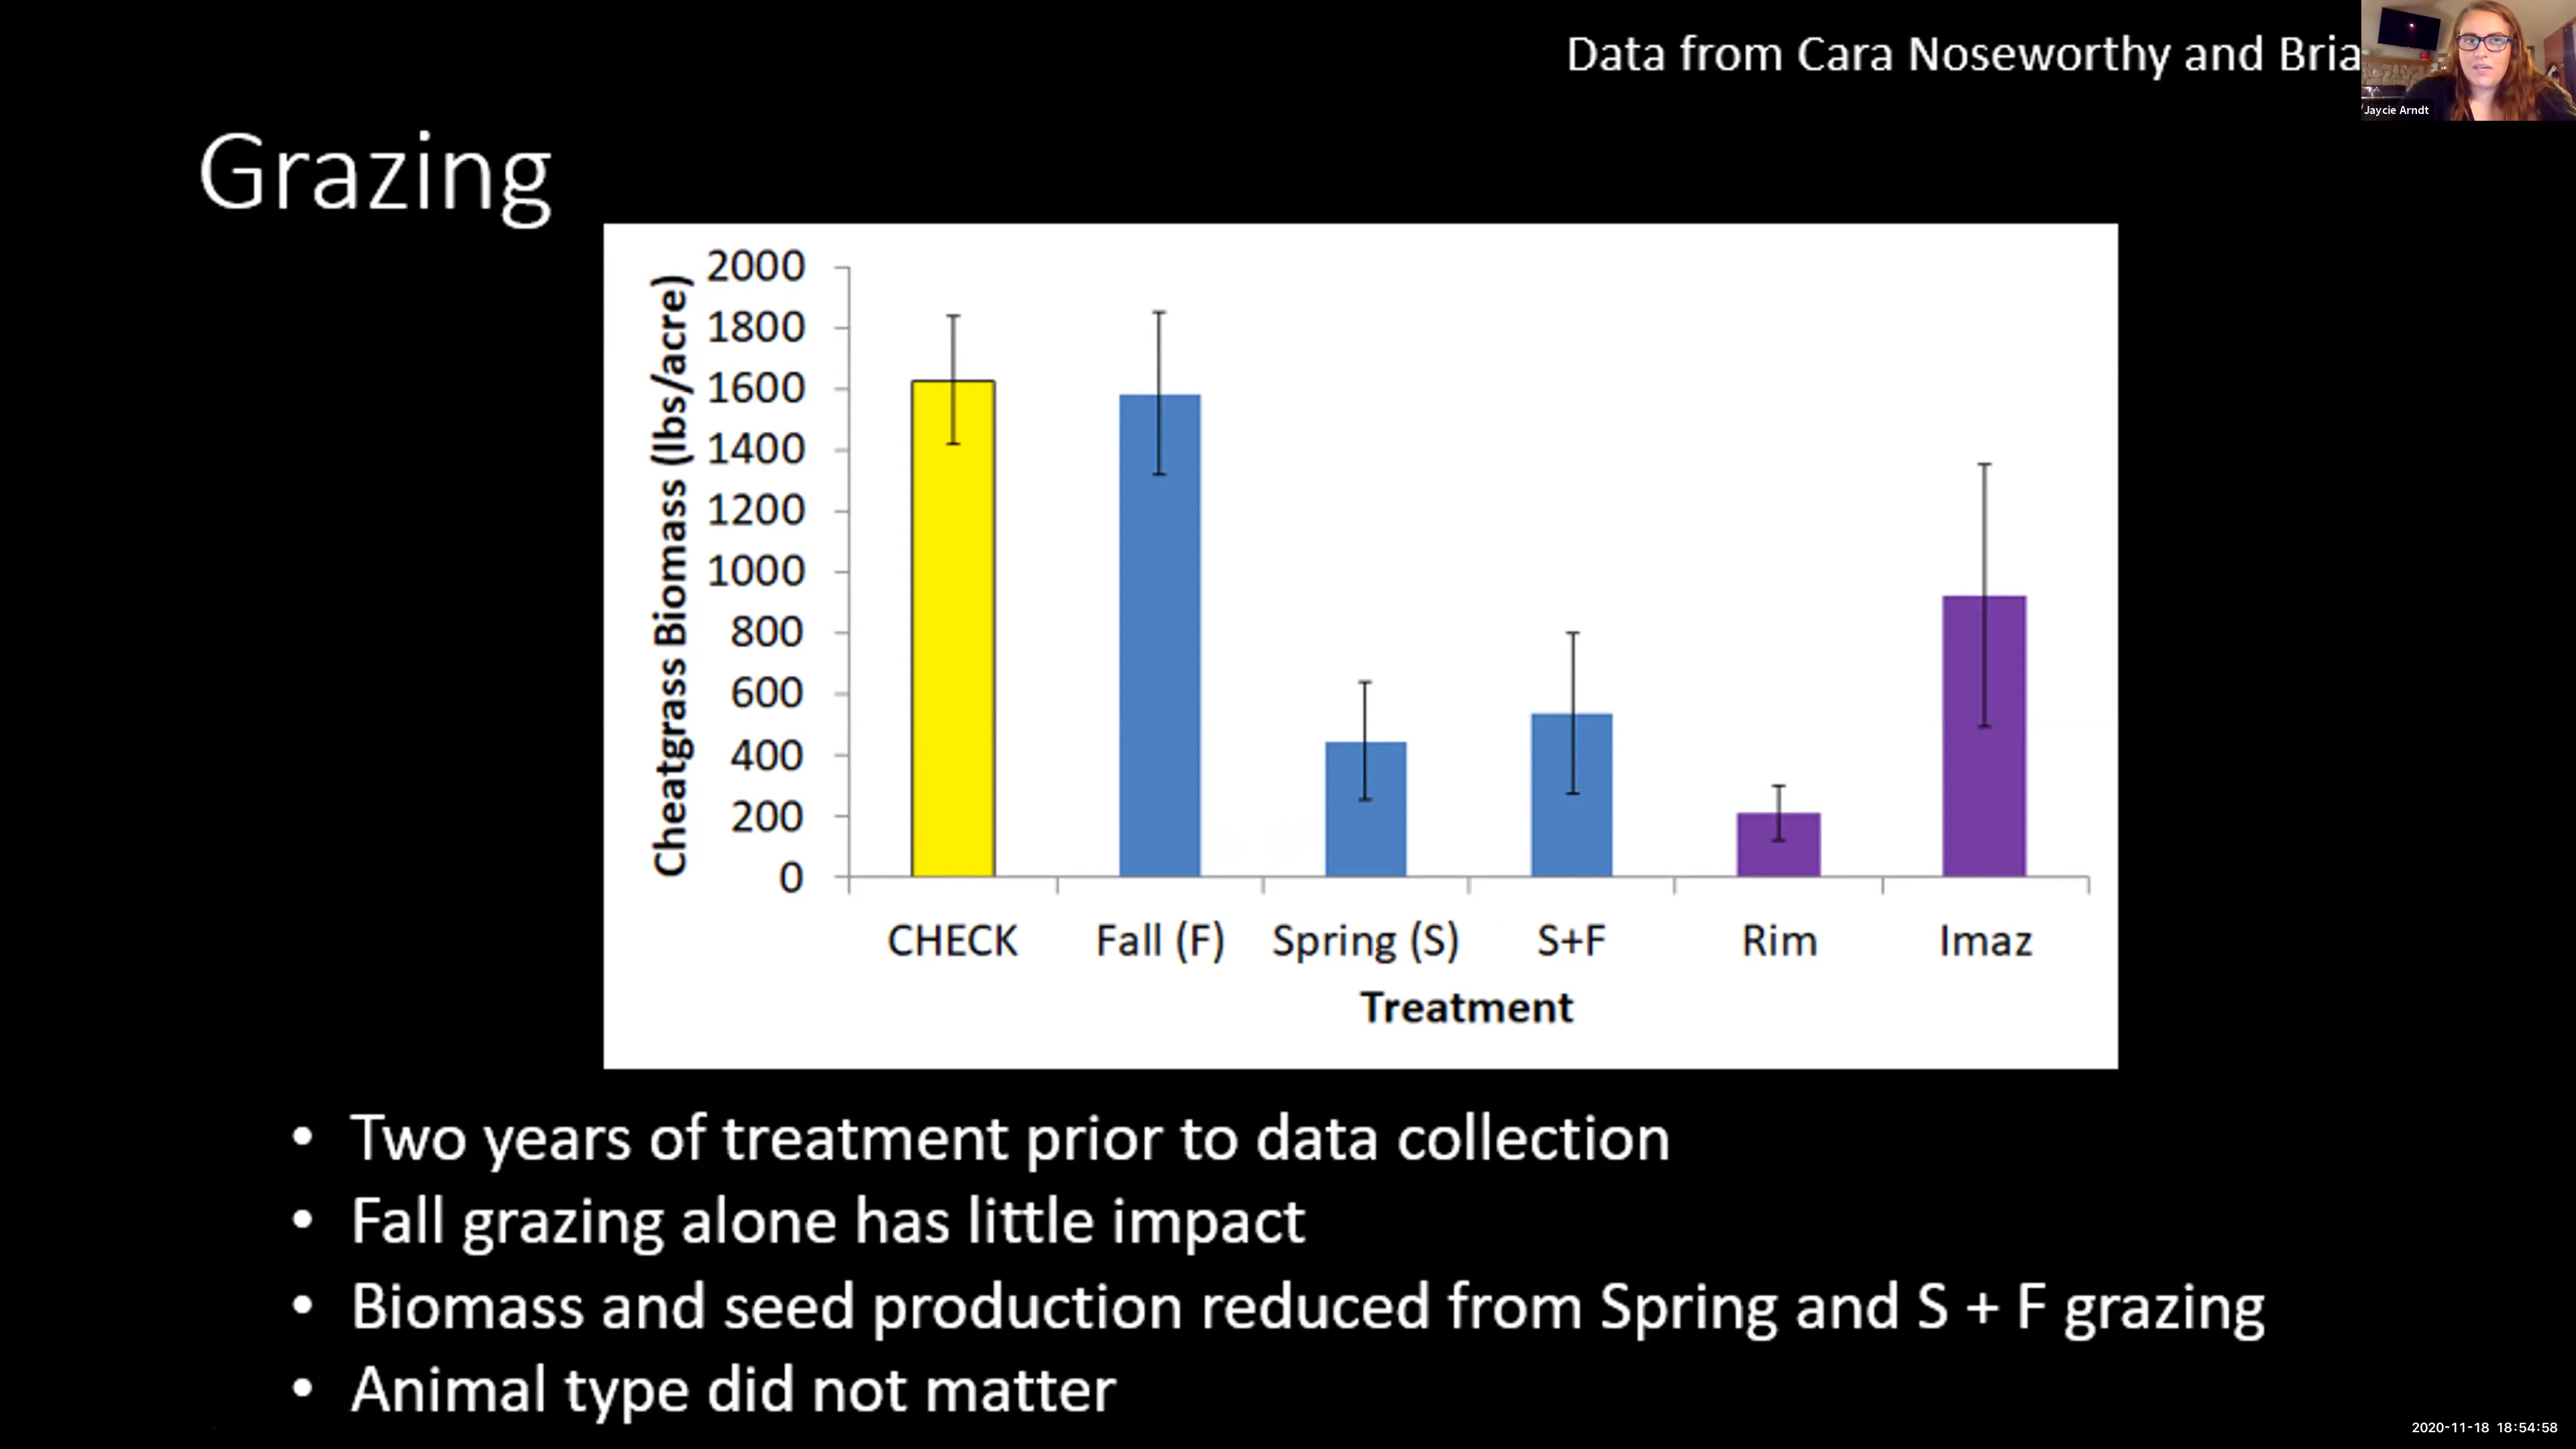 Data from Cara Noseworthy and Bria
Jaycie Arndt
Grazing
Cheatgrass Biomass (lbs/acre)
2000
1800
1600
1400
1200
1000
800
600
400
200
0
CHECK Fall (F) Spring (S) S+F Rim Imaz
Treatment
• Two years of treatment prior to data collection
• Fall grazing alone has little impact
• Biomass and seed production reduced from Spring and S + F grazing
• Animal type did not matter
2020-11-18 18:54:58